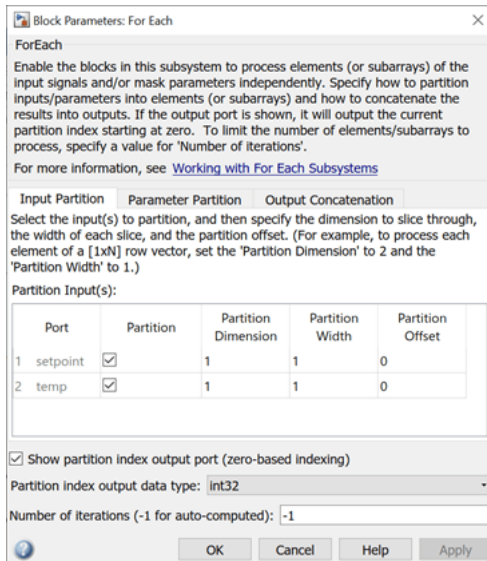 Block Parameters: For Each
ForEach
Enable the blocks in this subsystem to process elements (or subarrays) of the
input signals and/or mask parameters independently. Specify how to partition
inputs/parameters into elements (or subarrays) and how to concatenate the
results into outputs. If the output port is shown, it will output the current
partition index starting at zero.  To limit the number of elements/subarrays to
process, specify a value for 'Number of iterations'.
For more information, see Working with For Each Subsystems
Input Partition Parameter Partition Output Concatenation
Select the input(s) to partition, and then specify the dimension to slice through,
the width of each slice, and the partition offset. (For example, to process each
element of a [1xN] row vector, set the 'Partition Dimension' to 2 and the
'Partition Width' to 1.)
Partition Input(s):
Port Partition Partition Dimension Partition Width Partition Offset
1 setpoint 1 1 0
2 temp 1 1 0
Show partition index output port (zero-based indexing)
Partition index output data type: int32
Number of iterations (-1 for auto-computed): -1
OK Cancel Help Apply